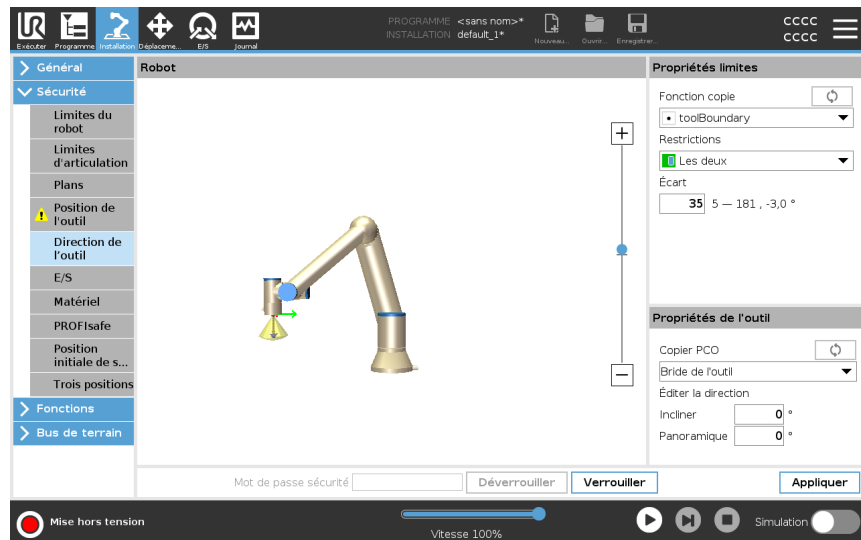 PROGRAMME <sans nom>*
INSTALLATION default_1*
cccc
cccc
Exécuter
Programme
Installation
Déplaceme...
E/S
Journal
Nouveau...
Ouvrir...
Enregistrer...
Général
Sécurité
Limites du
robot
Limites
d'articulation
Plans
Position de
l'outil
Direction de
l'outil
E/S
Matériel
PROFIsafe
Position
initiale de s...
Trois positions
Fonctions
Bus de terrain
Robot
Propriétés limites
Fonction copie
toolBoundary
Restrictions
Les deux
Écart
35 5 — 181 , -3,0 °
Propriétés de l'outil
Copier PCO
Bride de l'outil
Éditer la direction
Incliner 0 °
Panoramique 0 °
Mot de passe sécurité
Déverrouiller
Verrouiller
Appliquer
Mise hors tension
Vitesse 100%
Simulation